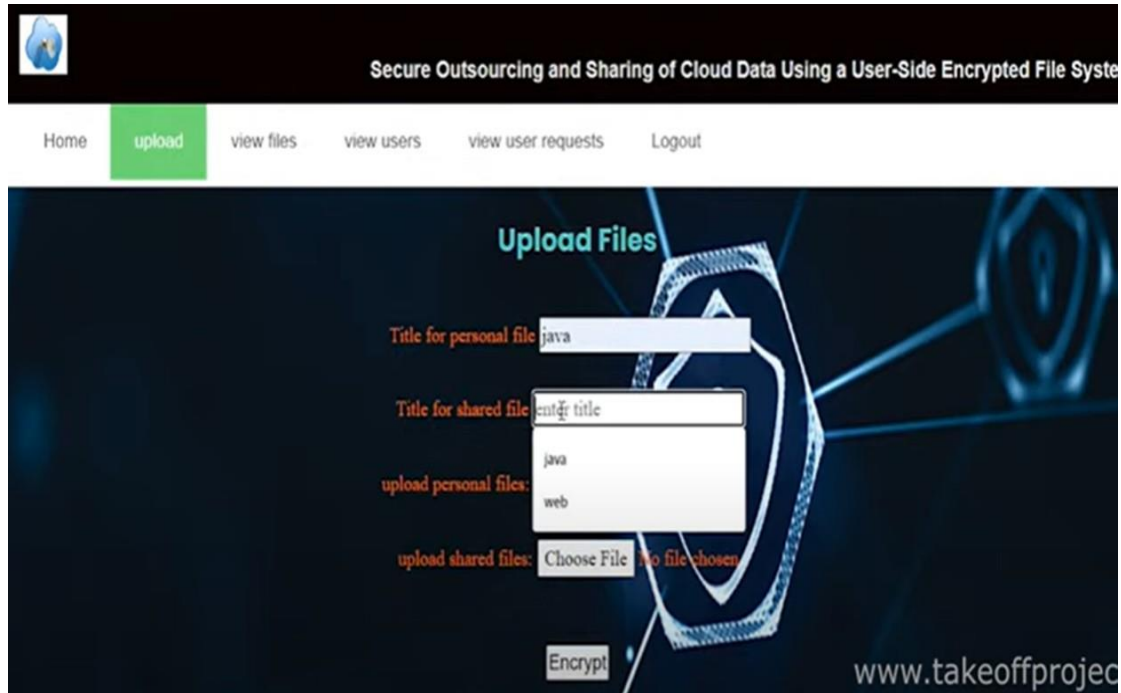 Secure Outsourcing and Sharing of Cloud Data Using a User-Side Encrypted File Syste
Home upload view files view users view user requests Logout
Upload Files
Title for personal file java
Title for shared file enter title
java
upload personal files:
web
upload shared files: Choose File No file chosen
Encrypt
www.takeoffprojec